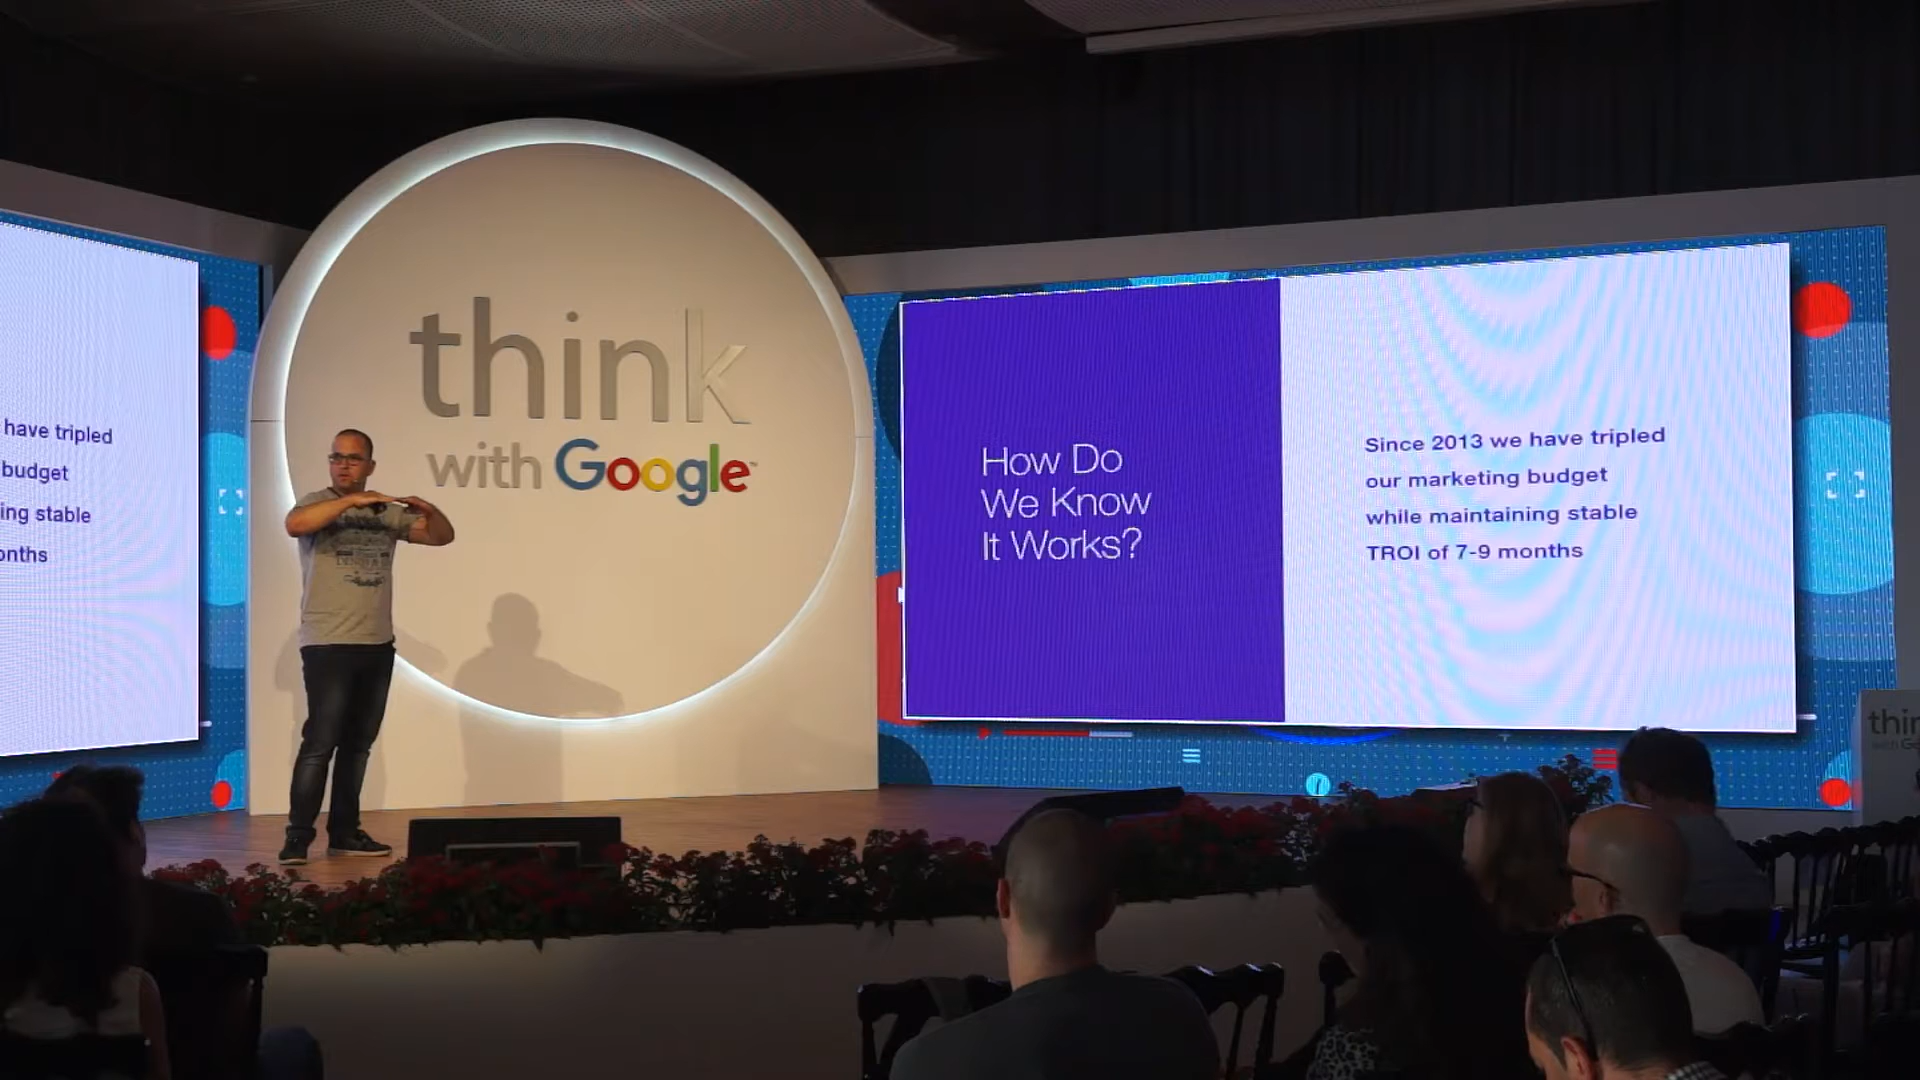 have tripled
budget
ing stable
onths
think
with Google
How Do
We Know
It Works?
Since 2013 we have tripled
our marketing budget
while maintaining stable
TROI of 7-9 months